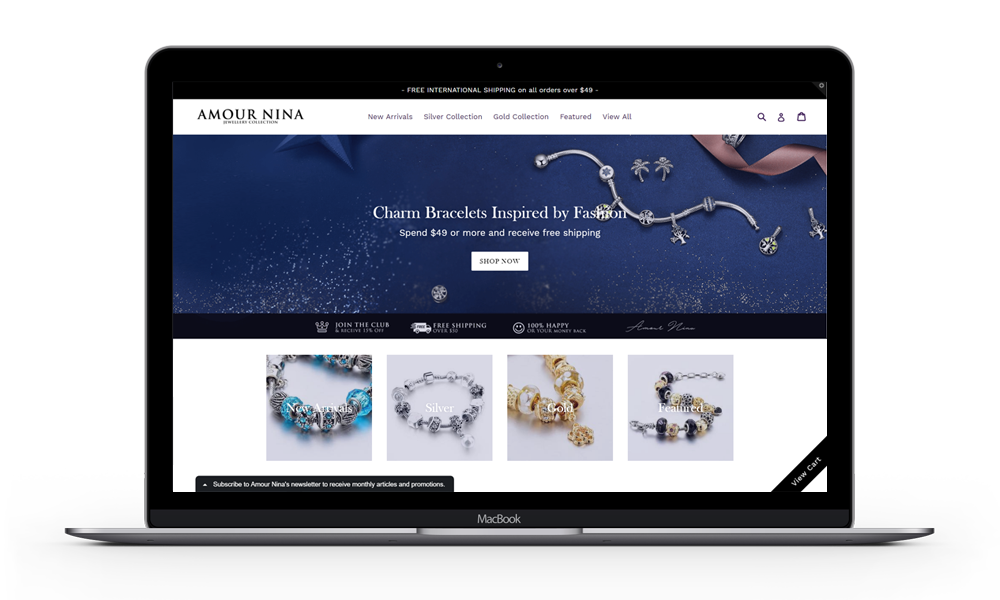 - FREE INTERNATIONAL SHIPPING on all orders over $49 -
AMOUR NINA
JEWELLERY COLLECTION
New Arrivals Silver Collection Gold Collection Featured View All
Charm Bracelets Inspired by Fashion
Spend $49 or more and receive free shipping
SHOP NOW
JOIN THE CLUB
& RECEIVE 15% OFF
FREE
FREE SHIPPING
OVER $50
100% HAPPY
OR YOUR MONEY BACK
Amour Nina
New Arrivals
Silver
Gold
Featured
View Cart
Subscribe to Amour Nina's newsletter to receive monthly articles and promotions.
MacBook